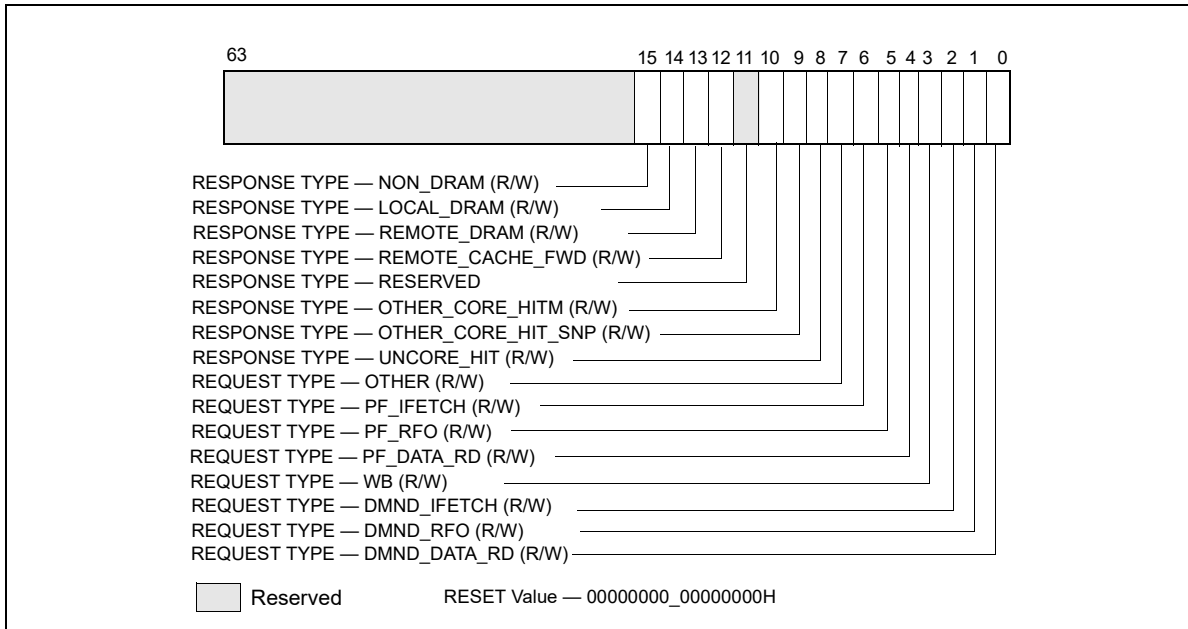 63 15 14 13 12 11 10 9 8 7 6 5 4 3 2 1 0
RESPONSE TYPE — NON_DRAM (R/W)
RESPONSE TYPE — LOCAL_DRAM (R/W)
RESPONSE TYPE — REMOTE_DRAM (R/W)
RESPONSE TYPE — REMOTE_CACHE_FWD (R/W)
RESPONSE TYPE — RESERVED
RESPONSE TYPE — OTHER_CORE_HITM (R/W)
RESPONSE TYPE — OTHER_CORE_HIT_SNP (R/W)
RESPONSE TYPE — UNCORE_HIT (R/W)
REQUEST TYPE — OTHER (R/W)
REQUEST TYPE — PF_IFETCH (R/W)
REQUEST TYPE — PF_RFO (R/W)
REQUEST TYPE — PF_DATA_RD (R/W)
REQUEST TYPE — WB (R/W)
REQUEST TYPE — DMND_IFETCH (R/W)
REQUEST TYPE — DMND_RFO (R/W)
REQUEST TYPE — DMND_DATA_RD (R/W)
Reserved RESET Value — 00000000_00000000H